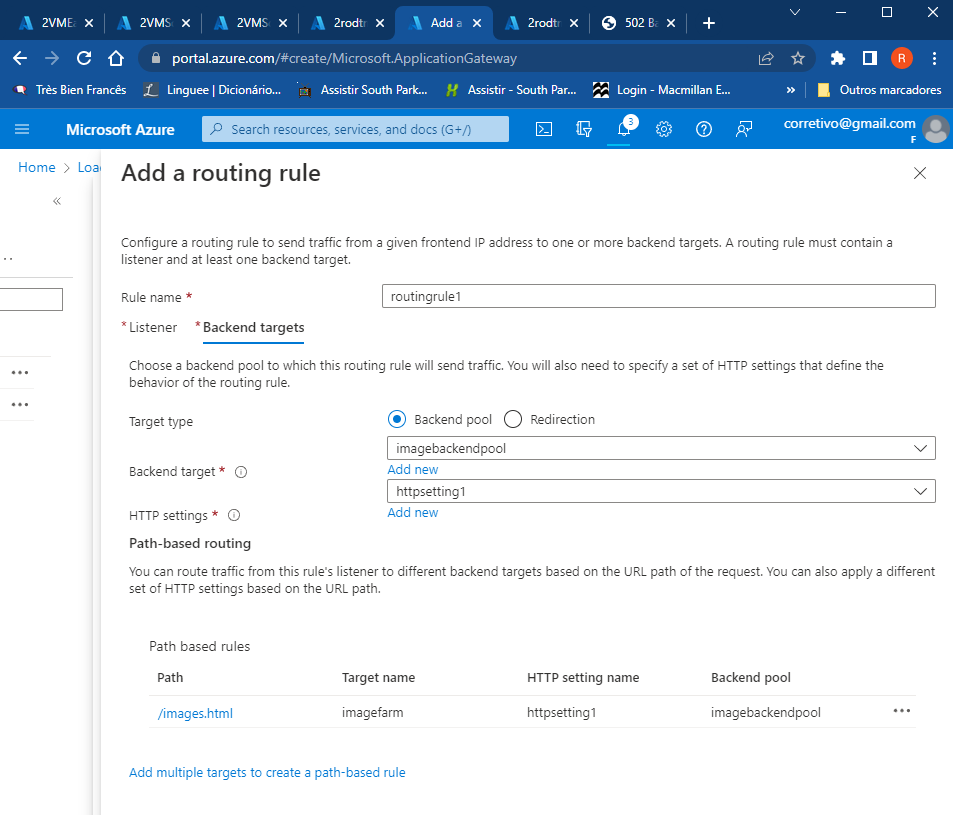 2VME
2VMS
2VMS
2rodtr
Add a
2rodtr
502 Ba
portal.azure.com/#create/Microsoft.ApplicationGateway
R
Très Bien Francês
Linguee | Dicionário...
Assistir South Park...
Assistir - South Par...
Login - Macmillan E...
»
Outros marcadores
Microsoft Azure
Search resources, services, and docs (G+/)
3
corretivo@gmail.com
F
Home > Loa
«
Add a routing rule
Configure a routing rule to send traffic from a given frontend IP address to one or more backend targets. A routing rule must contain a
listener and at least one backend target.
Rule name *
routingrule1
* Listener * Backend targets
Choose a backend pool to which this routing rule will send traffic. You will also need to specify a set of HTTP settings that define the
behavior of the routing rule.
Target type
Backend pool Redirection
imagebackendpool
Backend target *
Add new
httpsetting1
HTTP settings *
Add new
Path-based routing
You can route traffic from this rule's listener to different backend targets based on the URL path of the request. You can also apply a different
set of HTTP settings based on the URL path.
Path based rules
Path Target name HTTP setting name Backend pool
/images.html imagefarm httpsetting1 imagebackendpool
Add multiple targets to create a path-based rule